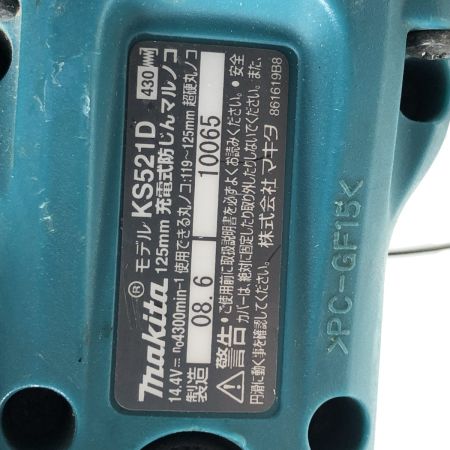 makita® モデル KS521D 430
125mm 充電式防じんマルノコ
14.4V⎓ n₀4300min⁻¹ 使用できる丸ノコ:119~125mm 超硬丸ノコ
製造 08. 6 10065
警告
・ご使用前に取扱説明書を必ずよくお読みください。・安全
カバーは、絶対に固定したり取り外したりしないでください。また、
円滑に動く事を確認してください。
株式会社 マキタ 861619B8
>PC-GF15<